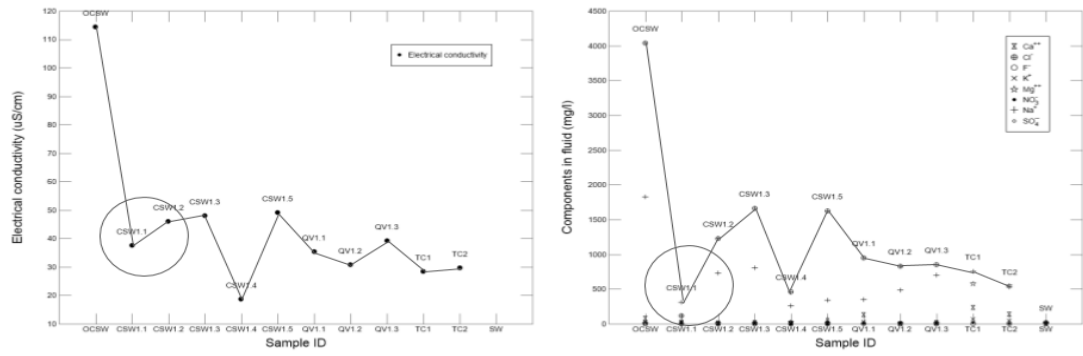 120
110
100
90
80
70
60
50
40
30
20
10
Electrical conductivity (uS/cm)
OCSW
CSW1.1
CSW1.2
CSW1.3
CSW1.4
CSW1.5
QV1.1
QV1.2
QV1.3
TC1
TC2
Electrical conductivity
OCSW CSW1.1 CSW1.2 CSW1.3 CSW1.4 CSW1.5 QV1.1 QV1.2 QV1.3 TC1 TC2 SW
Sample ID
4500
4000
3500
3000
2500
2000
1500
1000
500
0
Components in fluid (mg/l)
OCSW
CSW1.1
CSW1.2
CSW1.3
CSW1.4
CSW1.5
QV1.1
QV1.2
QV1.3
TC1
TC2
SW
Ca++
Cl-
F-
K+
Mg++
NO3-
Na+
SO4-
OCSW CSW1.1 CSW1.2 CSW1.3 CSW1.4 CSW1.5 QV1.1 QV1.2 QV1.3 TC1 TC2 SW
Sample ID